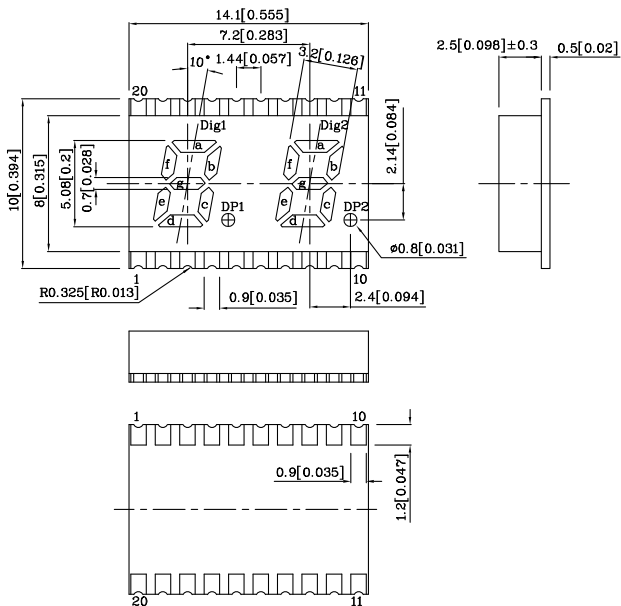 14.1[0.555]
7.2[0.283]
10° 1.44[0.057]
3.2[0.126]
2.5[0.098]±0.3
0.5[0.02]
20
11
Dig1
Dig2
a
f
b
g
e
c
d
DP1
a
f
b
g
e
c
d
DP2
10[0.394]
8[0.315]
5.08[0.2]
0.7[0.028]
2.14[0.084]
ø0.8[0.031]
1
10
R0.325[R0.013]
0.9[0.035]
2.4[0.094]
1
10
0.9[0.035]
1.2[0.047]
20
11